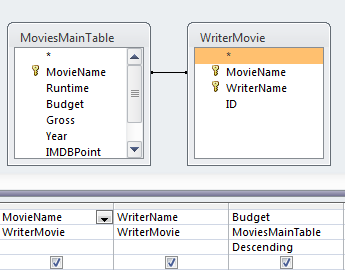 MoviesMainTable
*
MovieName
Runtime
Budget
Gross
Year
IMDBPoint
WriterMovie
*
MovieName
WriterName
ID
MovieName WriterName Budget
WriterMovie WriterMovie MoviesMainTable
Descending